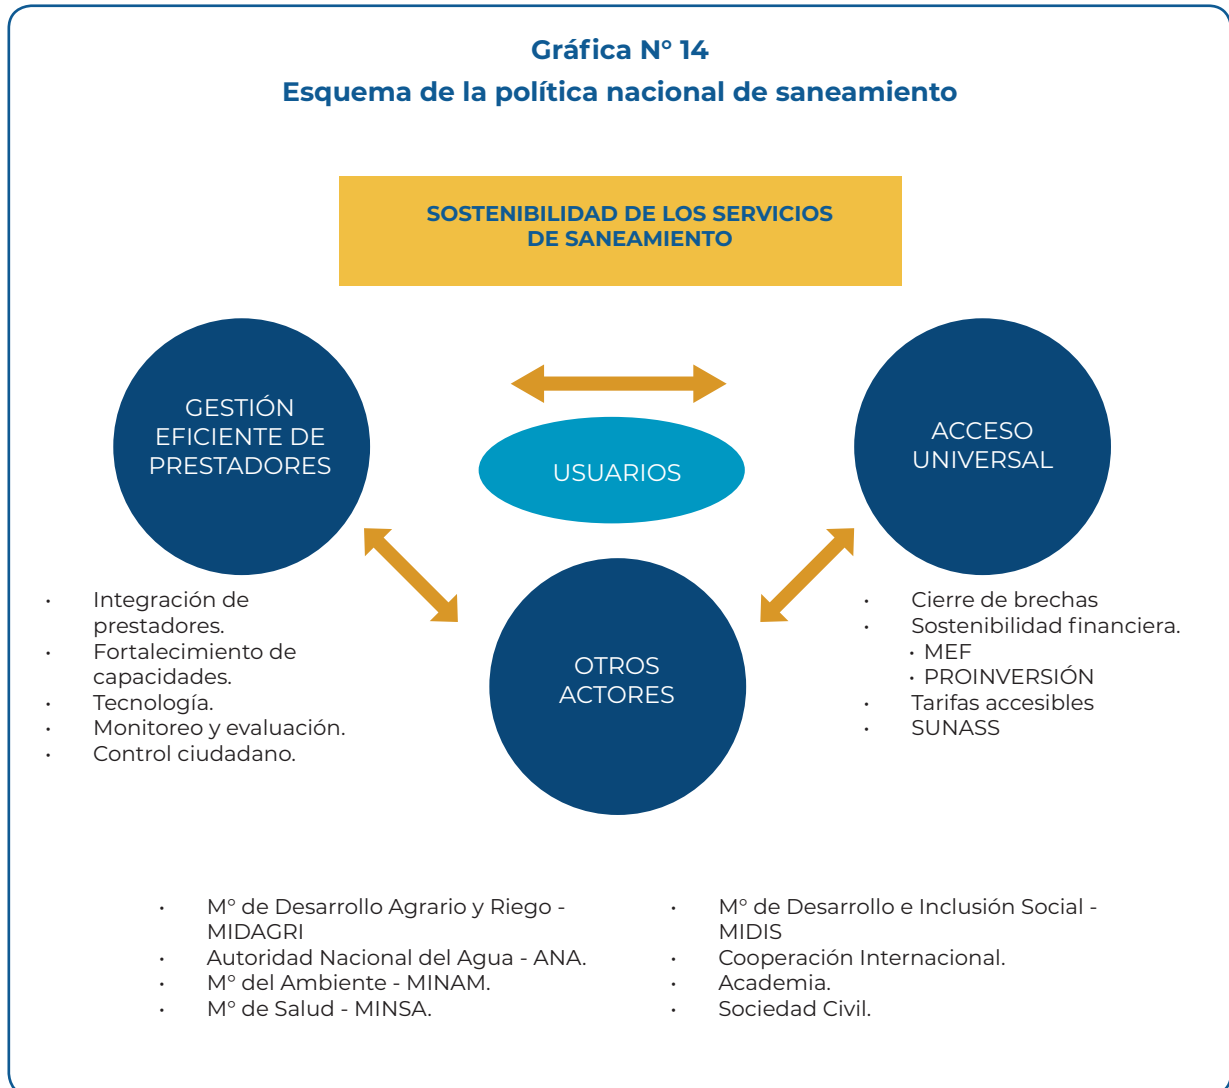 Gráfica N° 14
Esquema de la política nacional de saneamiento
SOSTENIBILIDAD DE LOS SERVICIOS
DE SANEAMIENTO
GESTIÓN
EFICIENTE DE
PRESTADORES
USUARIOS
ACCESO
UNIVERSAL
OTROS
ACTORES
• Integración de
prestadores.
• Fortalecimiento de
capacidades.
• Tecnología.
• Monitoreo y evaluación.
• Control ciudadano.
• Cierre de brechas
• Sostenibilidad financiera.
• MEF
• PROINVERSIÓN
• Tarifas accesibles
• SUNASS
• M° de Desarrollo Agrario y Riego -
MIDAGRI
• Autoridad Nacional del Agua - ANA.
• M° del Ambiente - MINAM.
• M° de Salud - MINSA.
• M° de Desarrollo e Inclusión Social -
MIDIS
• Cooperación Internacional.
• Academia.
• Sociedad Civil.